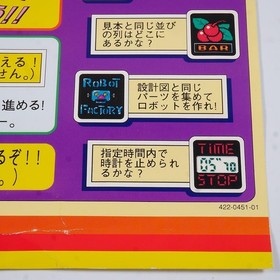 う!!
見本と同じ並び
の列はどこに
あるかな?
BAR
える!
せん。)
設計図と同じ
パーツを集めて
ロボットを作れ!
ROBOT
FACTORY
進める!
ー。
るぞ!!
)
指定時間内で
時計を止められ
るかな?
TIME
05"70
STOP
422-0451-01